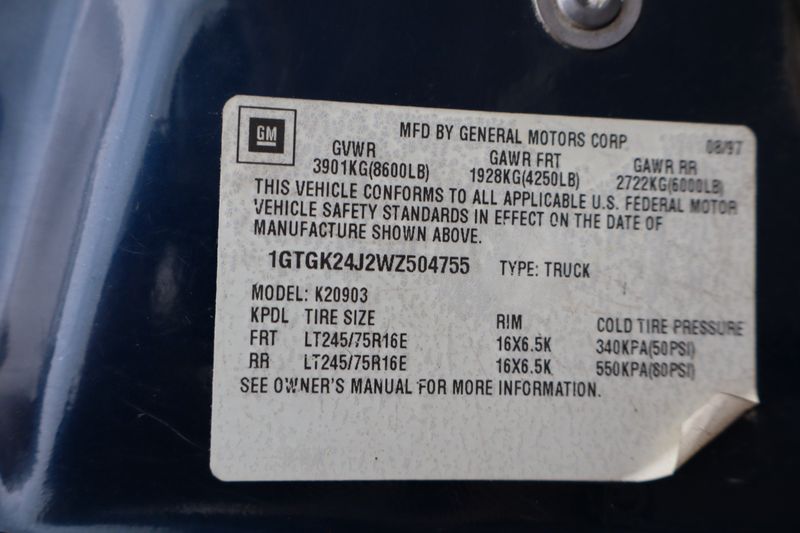 GM
MFD BY GENERAL MOTORS CORP 08/97
GVWR GAWR FRT GAWR RR
3901KG(8600LB) 1928KG(4250LB) 2722KG(6000LB)
THIS VEHICLE CONFORMS TO ALL APPLICABLE U.S. FEDERAL MOTOR
VEHICLE SAFETY STANDARDS IN EFFECT ON THE DATE OF
MANUFACTURE SHOWN ABOVE.
1GTGK24J2WZ504755 TYPE: TRUCK
MODEL: K20903
KPDL TIRE SIZE RIM COLD TIRE PRESSURE
FRT LT245/75R16E 16X6.5K 340KPA(50PSI)
RR LT245/75R16E 16X6.5K 550KPA(80PSI)
SEE OWNER'S MANUAL FOR MORE INFORMATION.